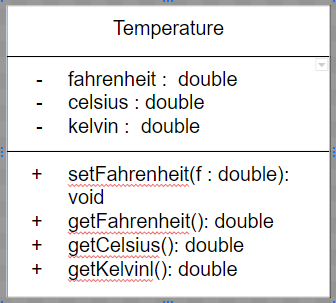 Temperature
- fahrenheit :  double
- celsius : double
- kelvin :  double
+ setFahrenheit(f : double):
void
+ getFahrenheit(): double
+ getCelsius(): double
+ getKelvinl(): double